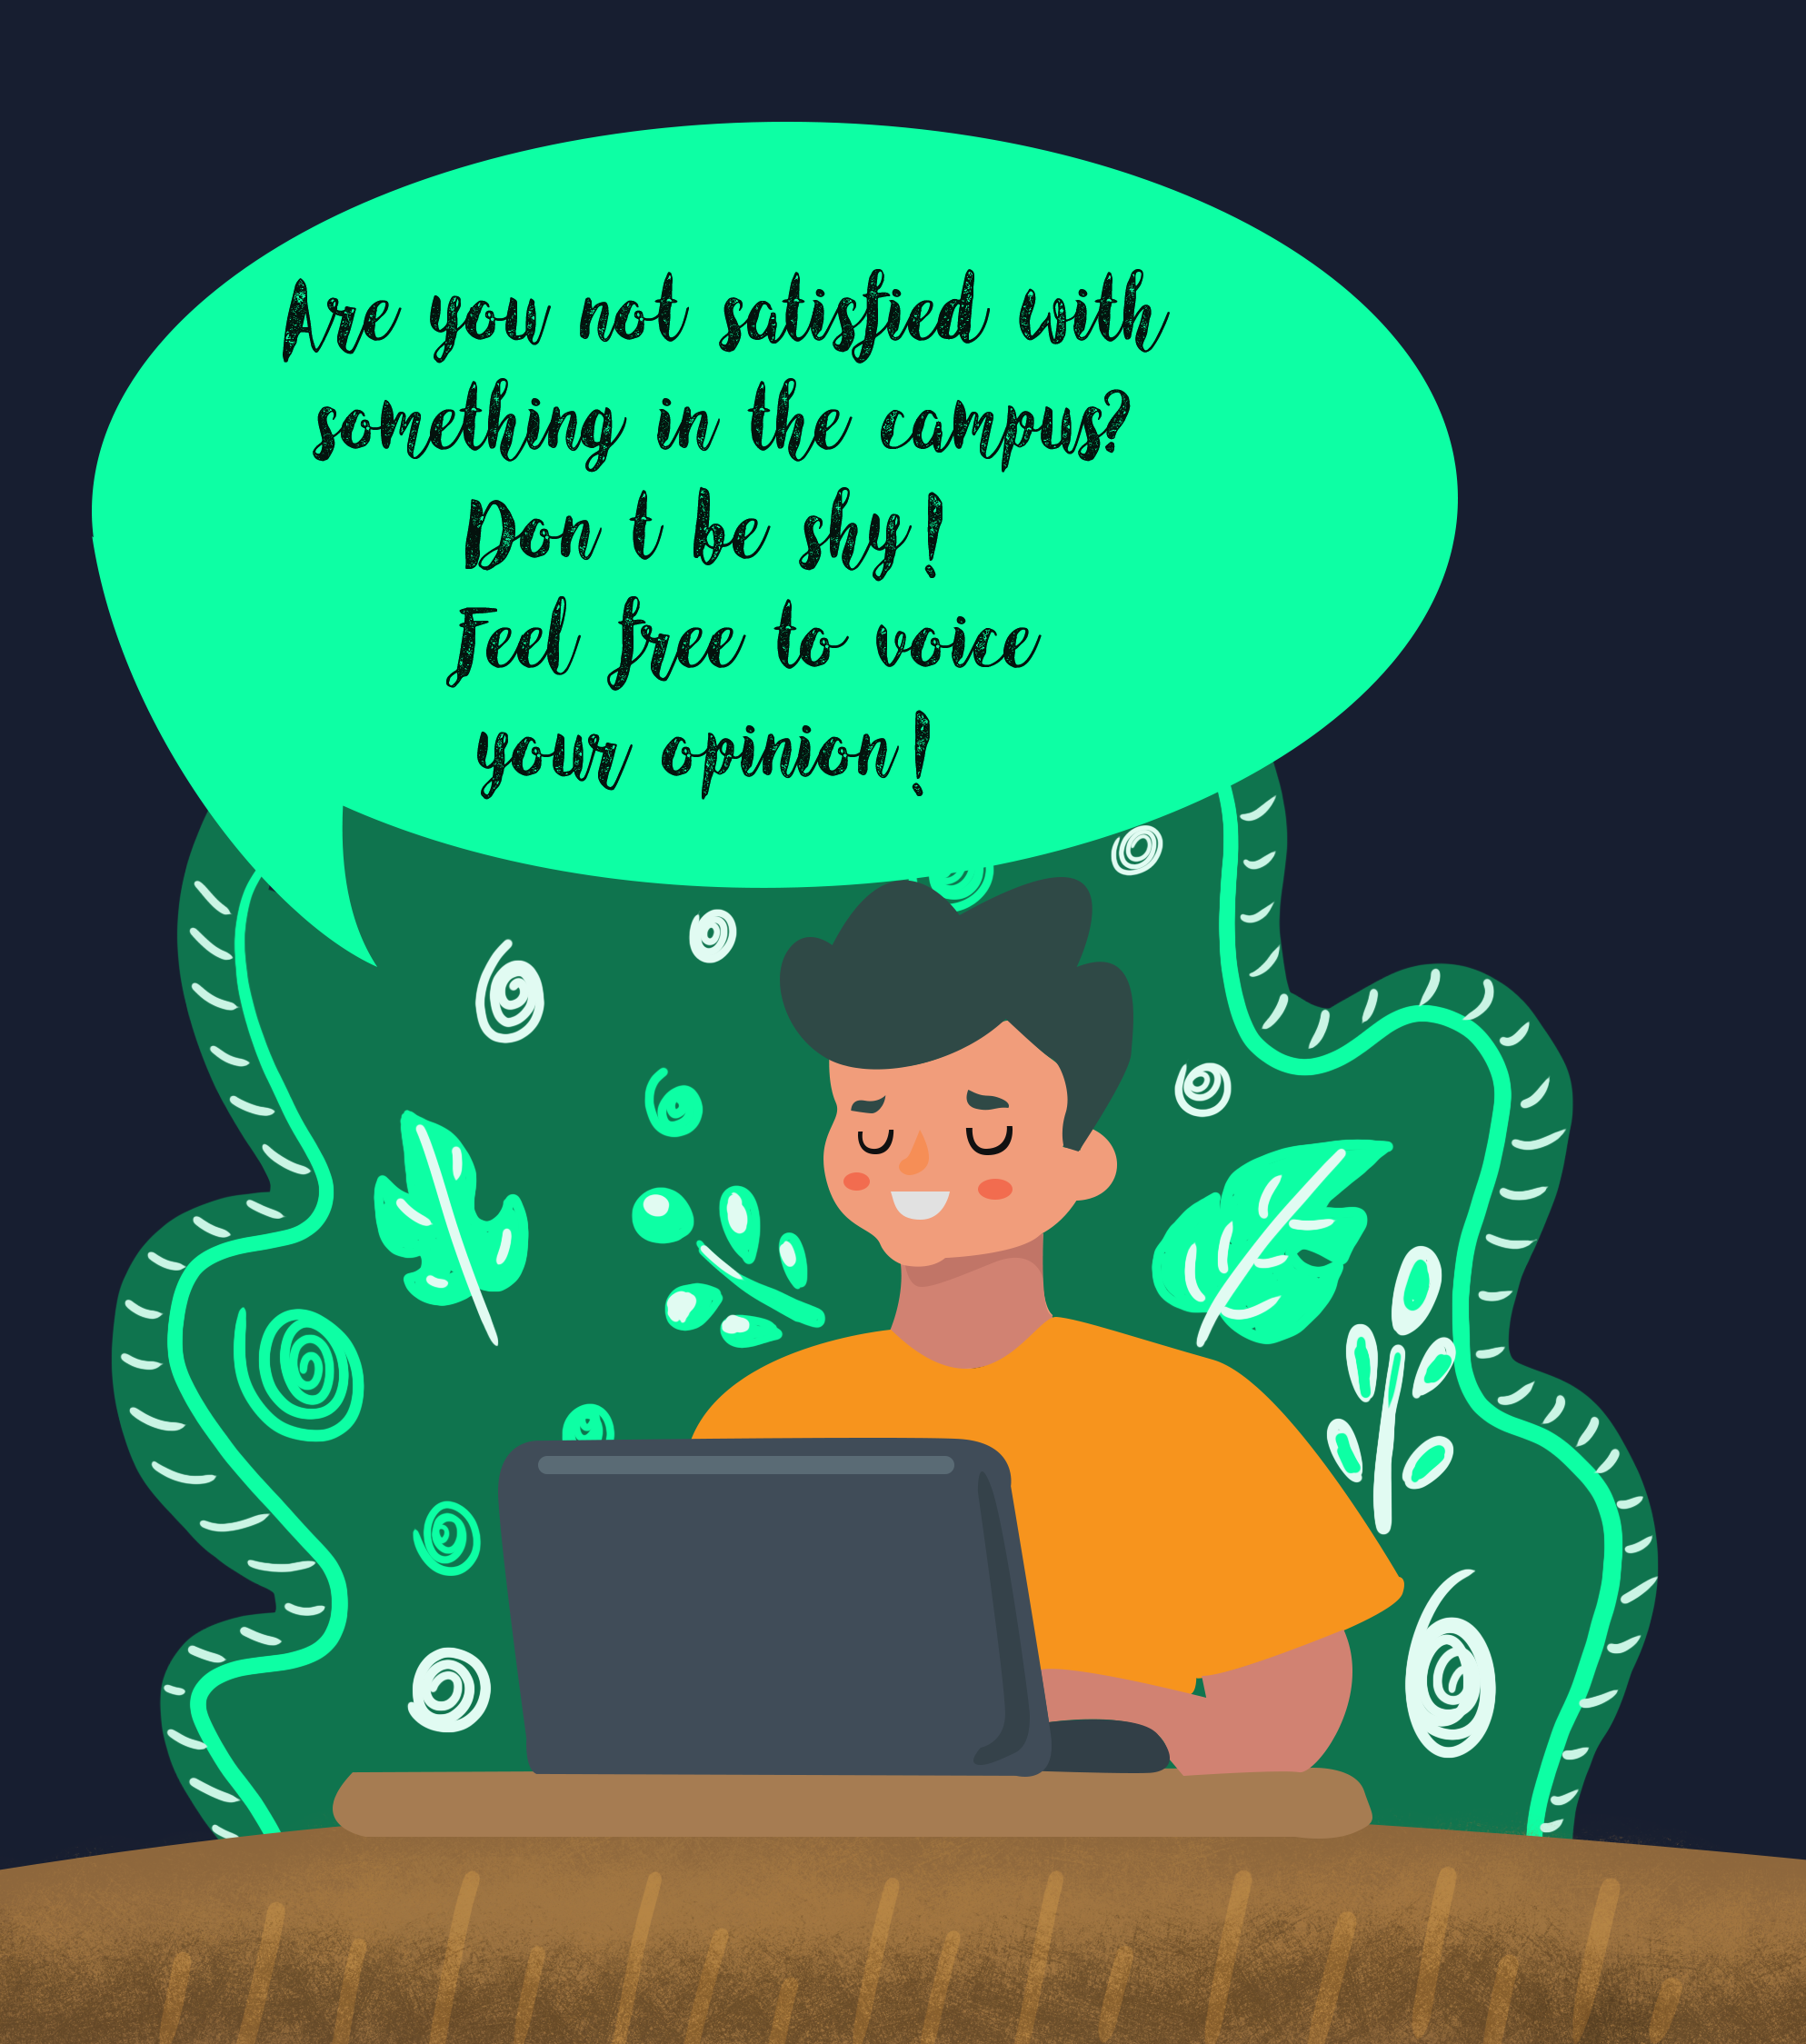 Are you not satisfied with
something in the campus?
Don t be shy!
Feel free to voice
your opinion!